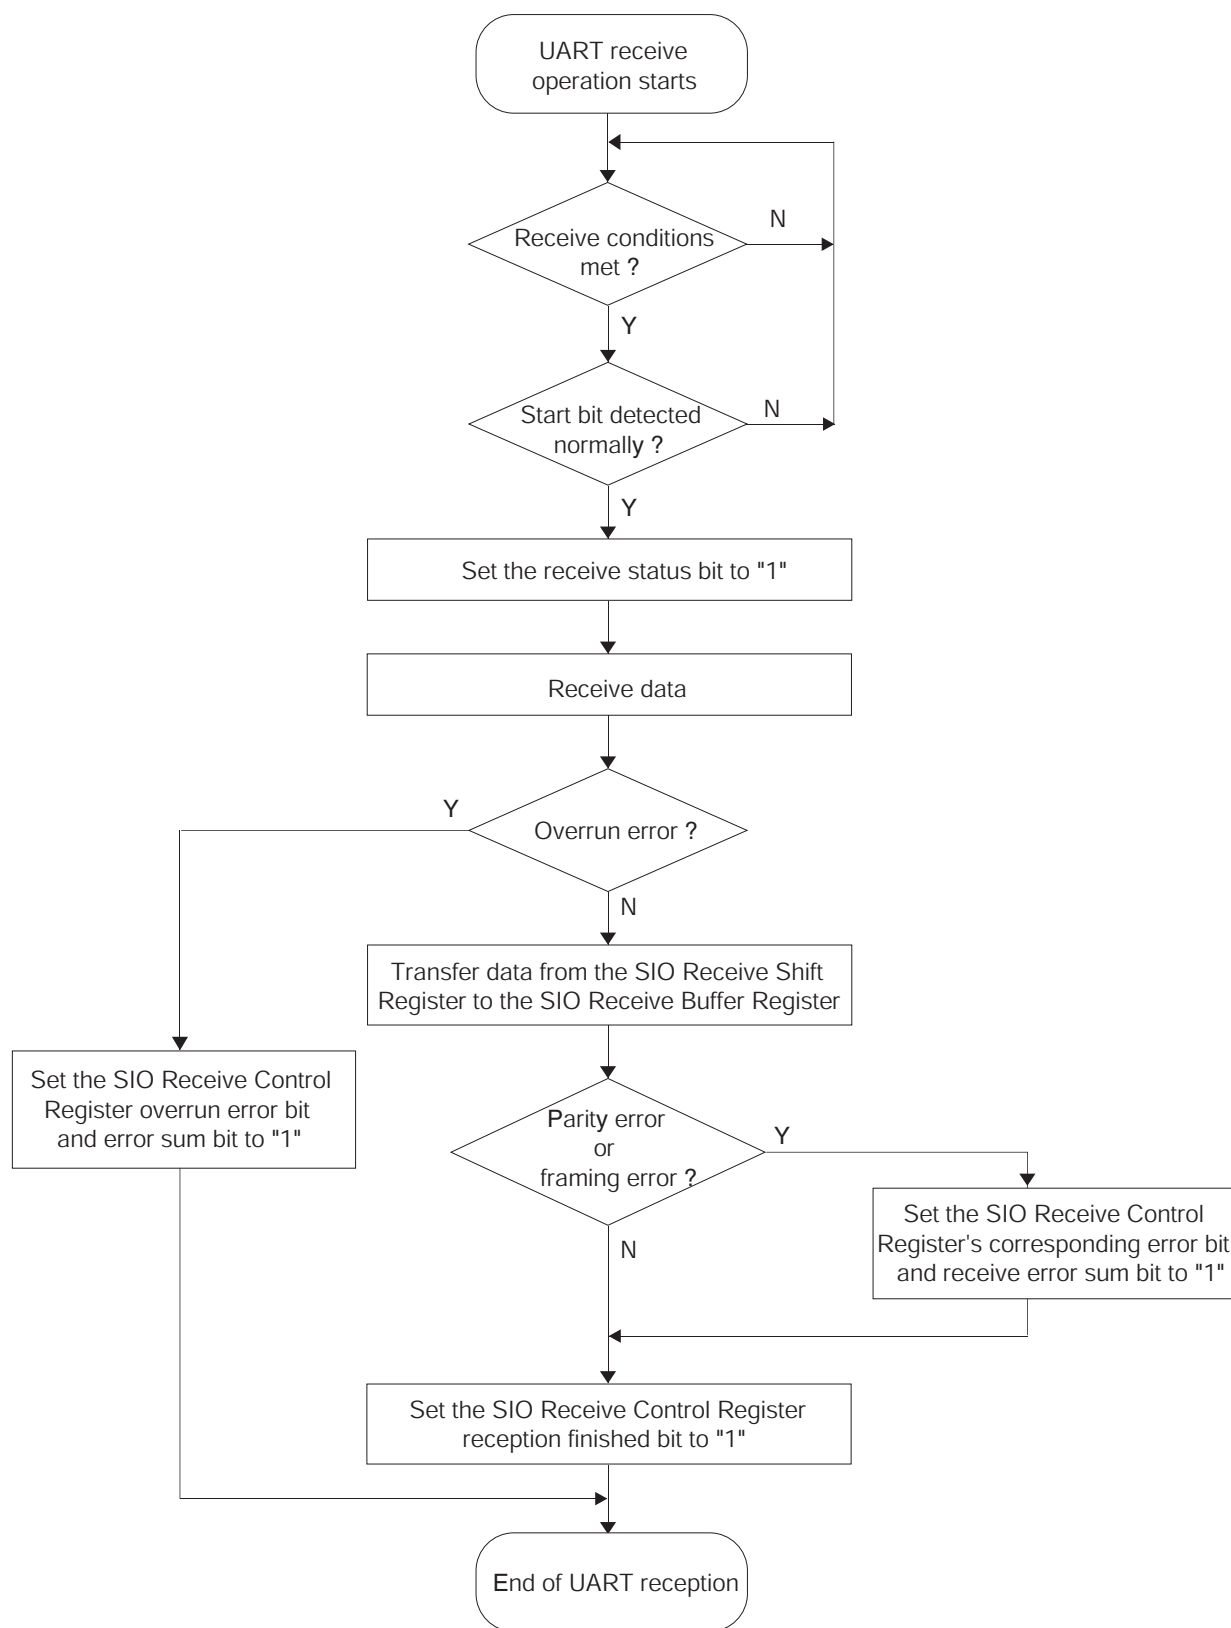 UART receive
operation starts
N
Receive conditions
met ?
Y
Start bit detected
normally ?
N
Y
Set the receive status bit to "1"
Receive data
Y
Overrun error ?
N
Transfer data from the SIO Receive Shift
Register to the SIO Receive Buffer Register
Set the SIO Receive Control
Register overrun error bit
and error sum bit to "1"
Parity error
or
framing error ?
Y
N
Set the SIO Receive Control
Register's corresponding error bit
and receive error sum bit to "1"
Set the SIO Receive Control Register
reception finished bit to "1"
End of UART reception